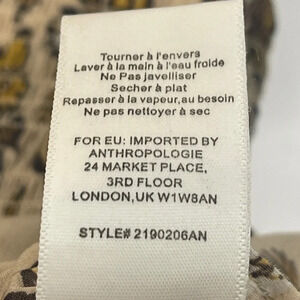 Tourner à l'envers
Laver à la main à l'eau froide
Ne Pas javelliser
Secher à plat
Repasser à la vapeur,au besoin
Ne pas nettoyer à sec
FOR EU: IMPORTED BY
ANTHROPOLOGIE
24 MARKET PLACE,
3RD FLOOR
LONDON,UK W1W8AN
STYLE# 2190206AN